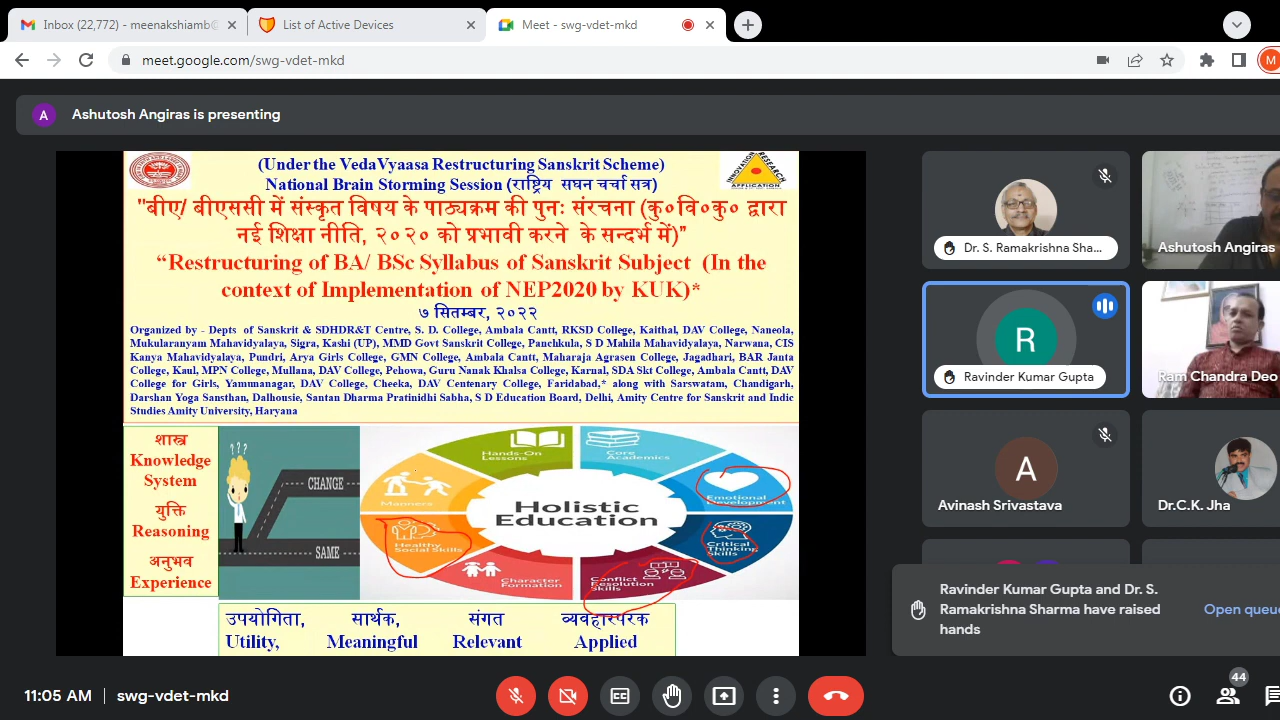 Inbox (22,772) - meenakshiamb
List of Active Devices
Meet - swg-vdet-mkd
meet.google.com/swg-vdet-mkd
M
A
Ashutosh Angiras is presenting
(Under the VedaVyaasa Restructuring Sanskrit Scheme)
National Brain Storming Session (राष्ट्रिय सघन चर्चा सत्र)
INNOVATION RESEARCH
APPLICATION
"बीए/ बीएससी में संस्कृत विषय के पाठ्यक्रम की पुनः संरचना (कु०वि०कु० द्वारा
नई शिक्षा नीति, २०२० को प्रभावी करने के सन्दर्भ में)"
“Restructuring of BA/ BSc Syllabus of Sanskrit Subject (In the
context of Implementation of NEP2020 by KUK)*
७ सितम्बर, २०२२
Organized by - Depts of Sanskrit & SDHDR&T Centre, S. D. College, Ambala Cantt, RKSD College, Kaithal, DAV College, Naneola,
Mukularanyam Mahavidyalaya, Sigra, Kashi (UP), MMD Govt Sanskrit College, Panchkula, S D Mahila Mahavidyalaya, Narwana, CIS
Kanya Mahavidyalaya, Pundri, Arya Girls College, GMN College, Ambala Cantt, Maharaja Agrasen College, Jagadhari, BAR Janta
College, Kaul, MPN College, Mullana, DAV College, Pehowa, Guru Nanak Khalsa College, Karnal, SDA Skt College, Ambala Cantt, DAV
College for Girls, Yamunanagar, DAV College, Cheeka, DAV Centenary College, Faridabad,* along with Sarswatam, Chandigarh,
Darshan Yoga Sansthan, Dalhousie, Santan Dharma Pratinidhi Sabha, S D Education Board, Delhi, Amity Centre for Sanskrit and Indic
Studies Amity University, Haryana
शास्त्र
Knowledge
System
युक्ति
Reasoning
अनुभव
Experience
???
CHANGE
SAME
Hands-On
Lessons
Core
Academics
Manners
Emotional
Development
Holistic
Education
Healthy
Social Skills
Critical
Thinking
Skills
Character
Formation
Conflict
Resolution
Skills
उपयोगिता, सार्थक, संगत व्यवहारपरक
Utility, Meaningful Relevant Applied
Dr. S. Ramakrishna Sha...
Ashutosh Angiras
R
Ravinder Kumar Gupta
Ram Chandra Deo
A
Avinash Srivastava
Dr.C.K. Jha
Ravinder Kumar Gupta and Dr. S.
Ramakrishna Sharma have raised
hands
Open queue
11:05 AM | swg-vdet-mkd
44